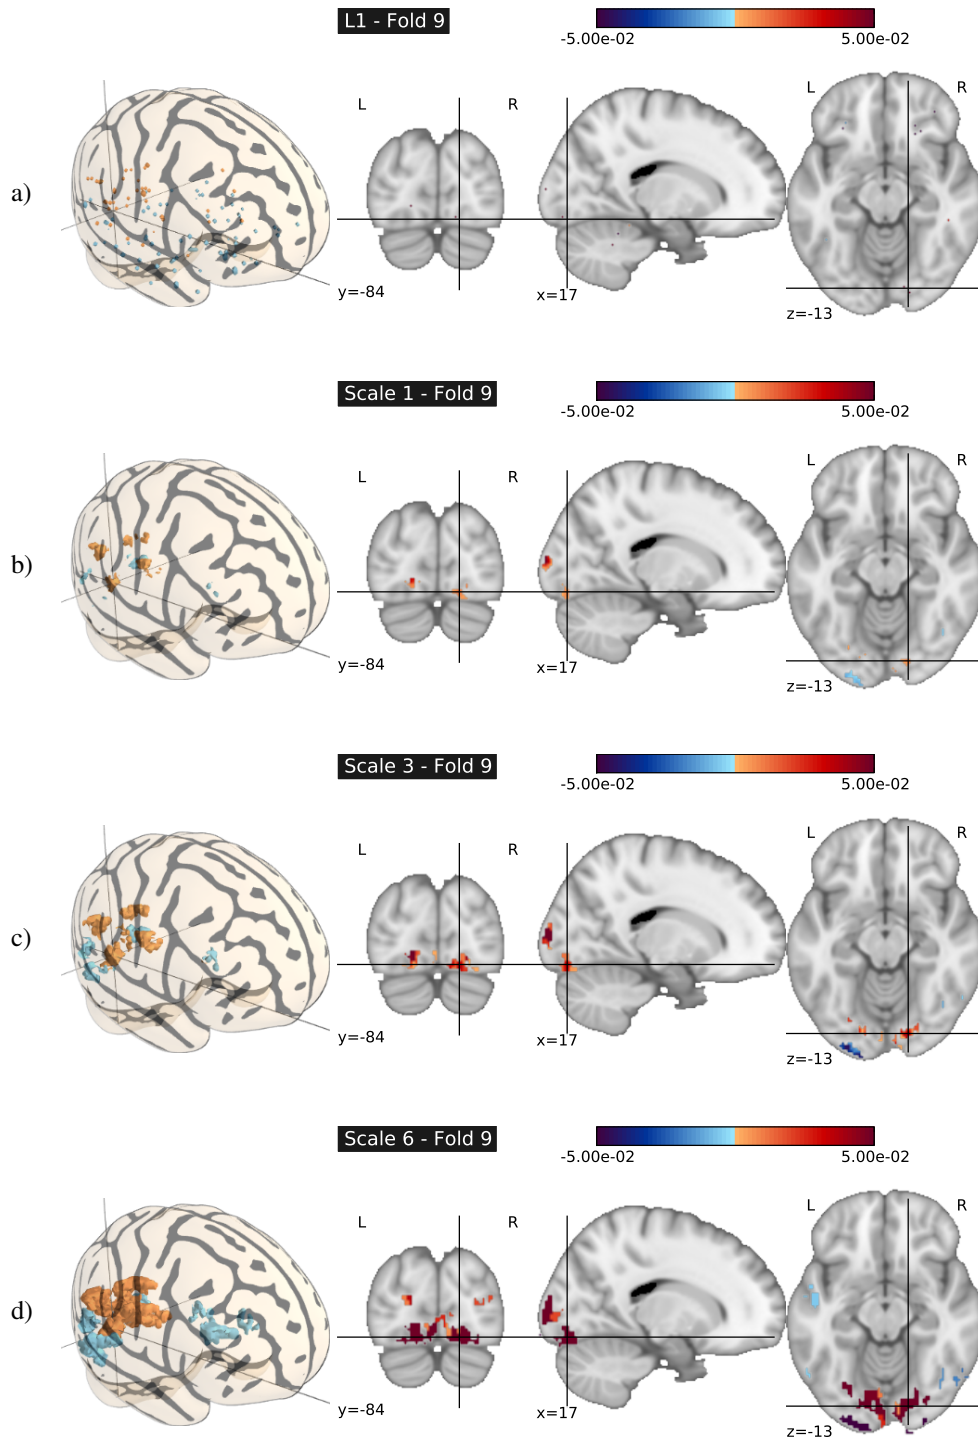 L1 - Fold 9
-5.00e-02 5.00e-02
a)
L R L R
y=-84 x=17 z=-13
Scale 1 - Fold 9
-5.00e-02 5.00e-02
b)
L R L R
y=-84 x=17 z=-13
Scale 3 - Fold 9
-5.00e-02 5.00e-02
c)
L R L R
y=-84 x=17 z=-13
Scale 6 - Fold 9
-5.00e-02 5.00e-02
d)
L R L R
y=-84 x=17 z=-13